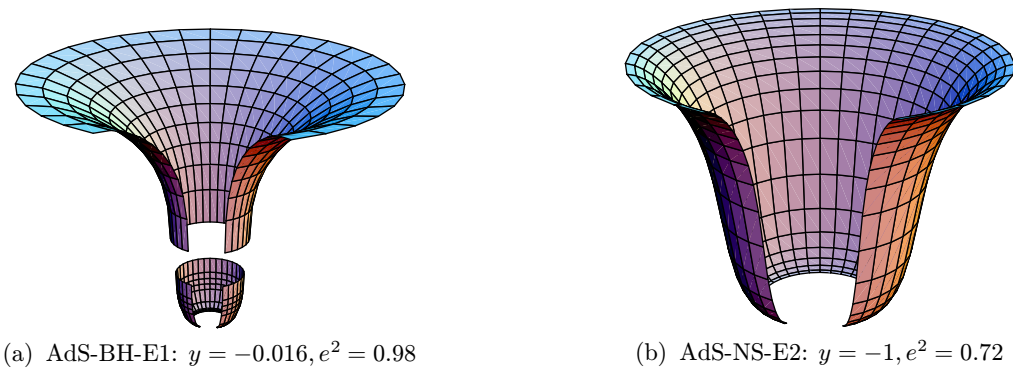 (a) AdS-BH-E1: y = −0.016, e² = 0.98
(b) AdS-NS-E2: y = −1, e² = 0.72